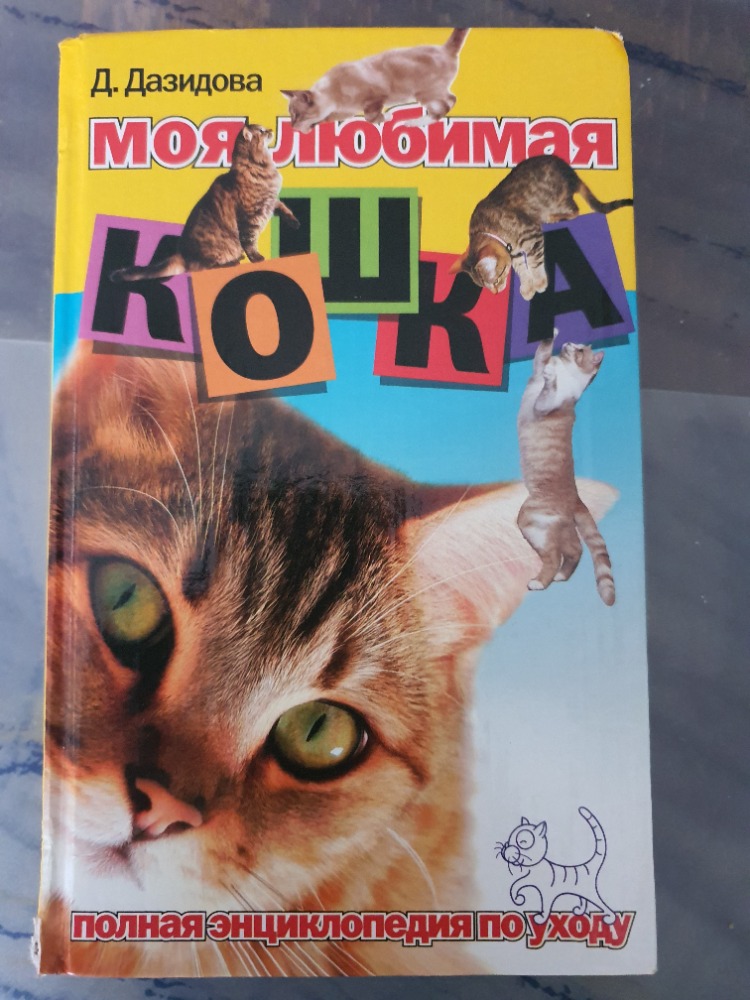 Д. Дазидова
МОЯ ЛЮБИМАЯ
КОШКА
ПОЛНАЯ ЭНЦИКЛОПЕДИЯ ПО УХОДУ